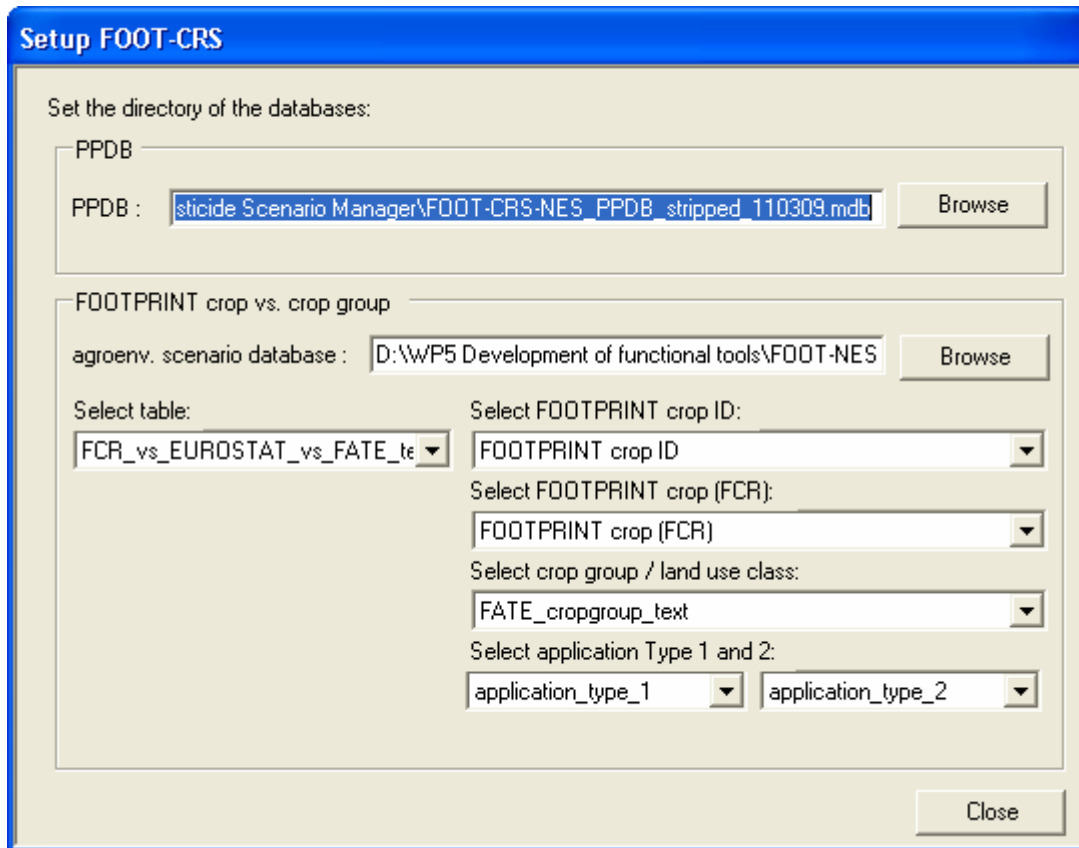 Setup FOOT-CRS
Set the directory of the databases:
PPDB
PPDB :
sticide Scenario Manager\FOOT-CRS-NES_PPDB_stripped_110309.mdb
Browse
FOOTPRINT crop vs. crop group
agroenv. scenario database :
D:\WP5 Development of functional tools\FOOT-NES
Browse
Select table:
FCR_vs_EUROSTAT_vs_FATE_te
Select FOOTPRINT crop ID:
FOOTPRINT crop ID
Select FOOTPRINT crop (FCR):
FOOTPRINT crop (FCR)
Select crop group / land use class:
FATE_cropgroup_text
Select application Type 1 and 2:
application_type_1
application_type_2
Close